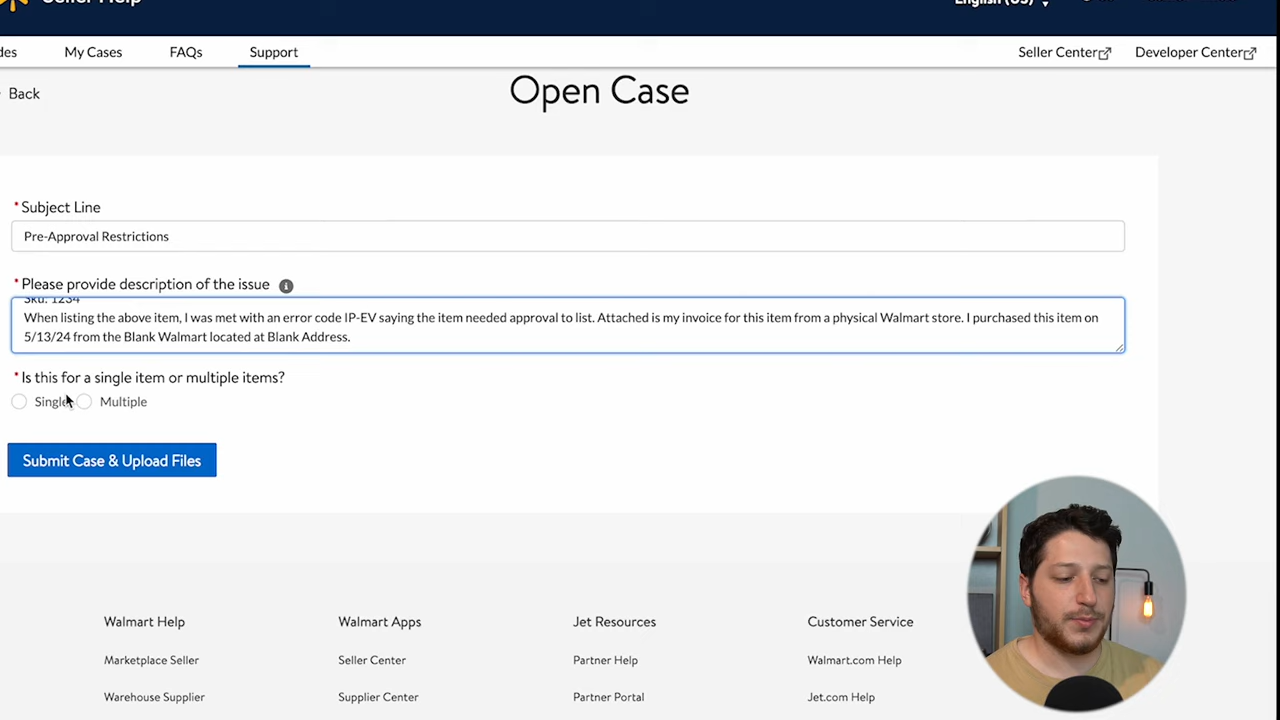 Seller Help
English (US)
des
My Cases
FAQs
Support
Seller Center
Developer Center
Back
Open Case
*Subject Line
Pre-Approval Restrictions
*Please provide description of the issue
Sku: 1234
When listing the above item, I was met with an error code IP-EV saying the item needed approval to list. Attached is my invoice for this item from a physical Walmart store. I purchased this item on
5/13/24 from the Blank Walmart located at Blank Address.
*Is this for a single item or multiple items?
Single
Multiple
Submit Case & Upload Files
Walmart Help
Walmart Apps
Jet Resources
Customer Service
Marketplace Seller
Seller Center
Partner Help
Walmart.com Help
Warehouse Supplier
Supplier Center
Partner Portal
Jet.com Help